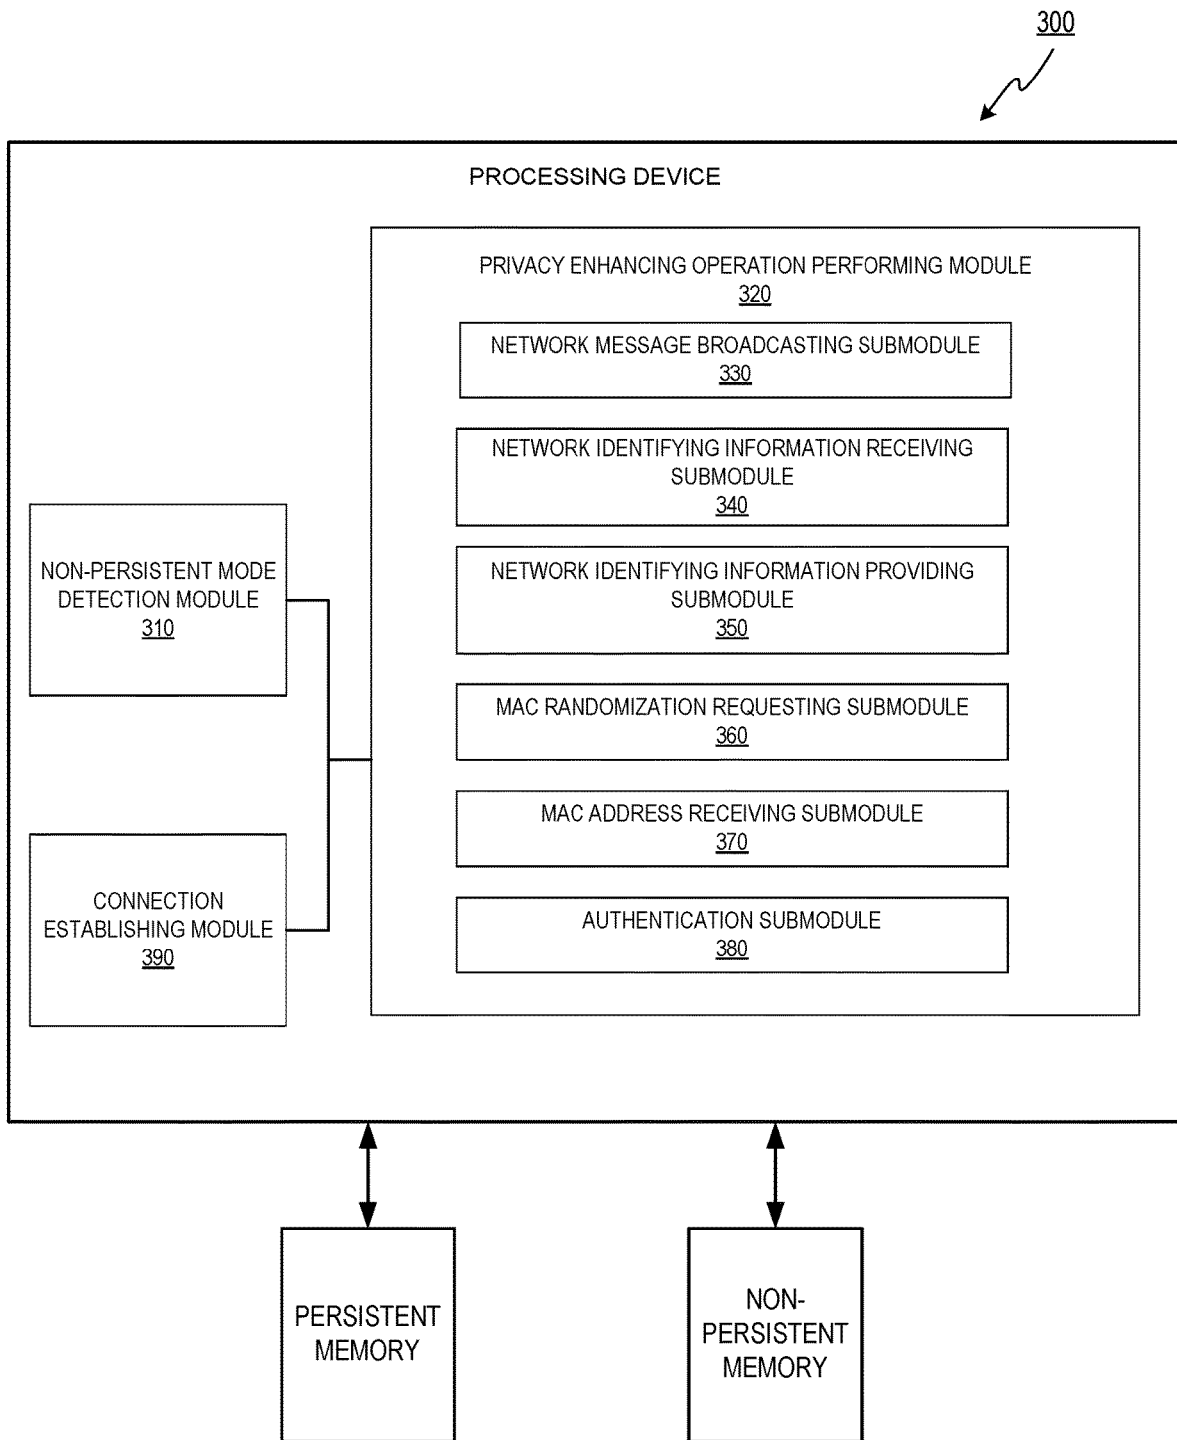 300
PROCESSING DEVICE
PRIVACY ENHANCING OPERATION PERFORMING MODULE
320
NETWORK MESSAGE BROADCASTING SUBMODULE
330
NETWORK IDENTIFYING INFORMATION RECEIVING
SUBMODULE
340
NETWORK IDENTIFYING INFORMATION PROVIDING
SUBMODULE
350
MAC RANDOMIZATION REQUESTING SUBMODULE
360
MAC ADDRESS RECEIVING SUBMODULE
370
AUTHENTICATION SUBMODULE
380
NON-PERSISTENT MODE
DETECTION MODULE
310
CONNECTION
ESTABLISHING MODULE
390
PERSISTENT
MEMORY
NON-
PERSISTENT
MEMORY